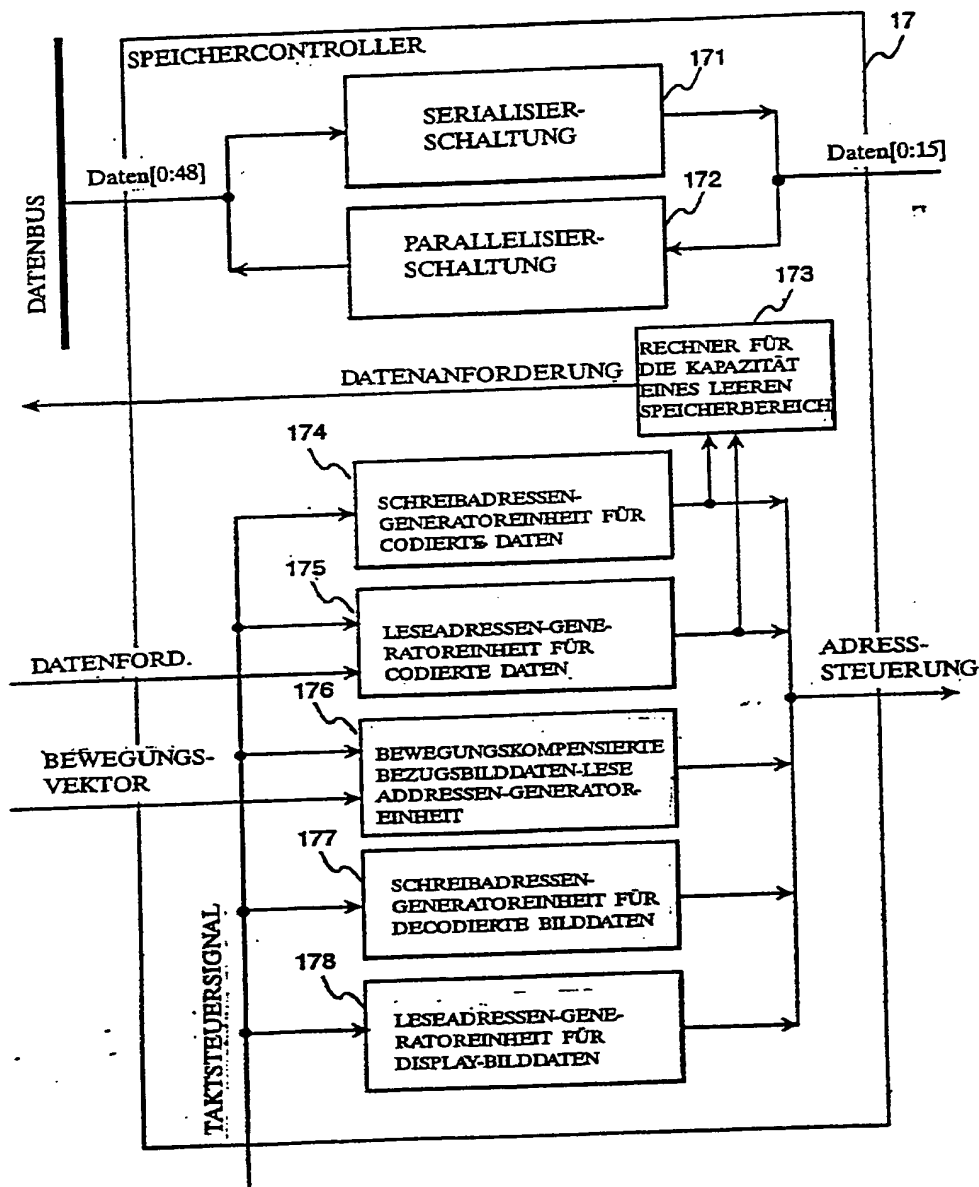 SPEICHERCONTROLLER
17
171
SERIALISIER-
SCHALTUNG
Daten[0:48]
Daten[0:15]
172
PARALLELISIER-
SCHALTUNG
DATENBUS
173
RECHNER FÜR
DIE KAPAZITÄT
EINES LEEREN
SPEICHERBEREICH
DATENANFORDERUNG
174
SCHREIBADRESSEN-
GENERATOREINHEIT FÜR
CODIERTE DATEN
175
LESEADRESSEN-GENE-
RATOREINHEIT FÜR
CODIERTE DATEN
DATENFORD.
ADRESS-
STEUERUNG
176
BEWEGUNGSKOMPENSIERTE
BEZUGSBILDDATEN-LESE
ADDRESSEN-GENERATOR-
EINHEIT
BEWEGUNGS-
VEKTOR
177
SCHREIBADRESSEN-
GENERATOREINHEIT FÜR
DECODIERTE BILDDATEN
178
LESEADRESSEN-GENE-
RATOREINHEIT FÜR
DISPLAY-BILDDATEN
TAKTSTEUERSIGNAL